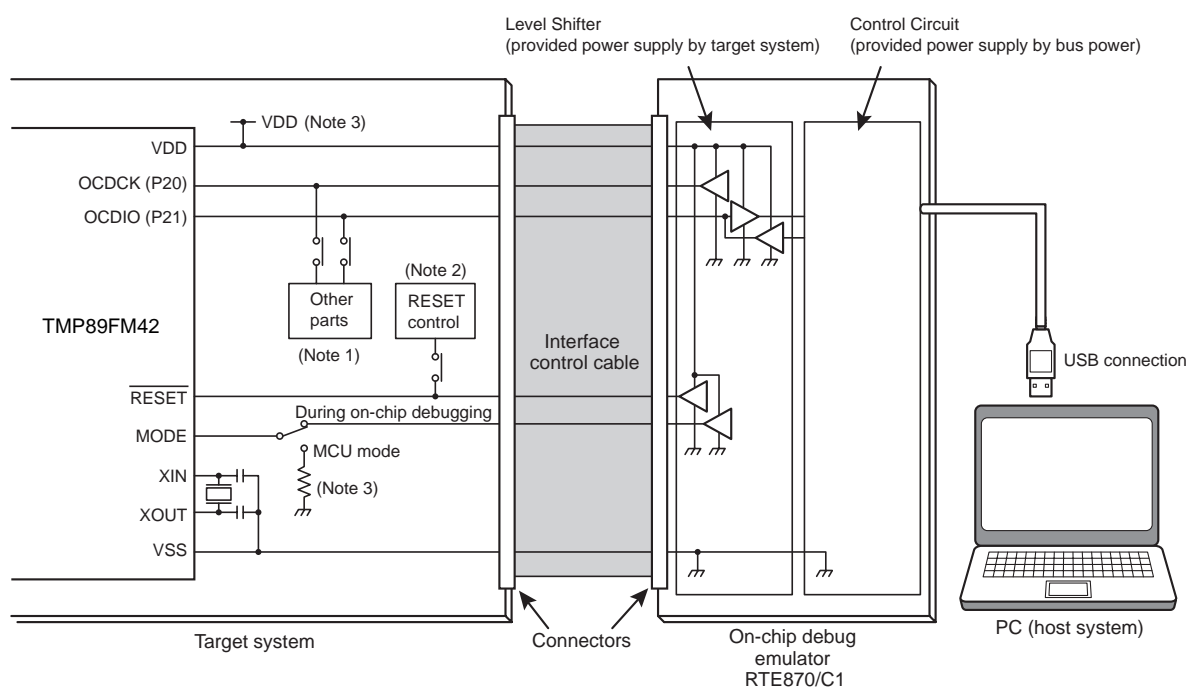 Level Shifter
(provided power supply by target system)
Control Circuit
(provided power supply by bus power)
VDD (Note 3)
VDD
OCDCK (P20)
OCDIO (P21)
TMP89FM42
Other
parts
(Note 1)
(Note 2)
RESET
control
Interface
control cable
USB connection
RESET
During on-chip debugging
MODE
MCU mode
(Note 3)
XIN
XOUT
VSS
Target system
Connectors
On-chip debug
emulator
RTE870/C1
PC (host system)